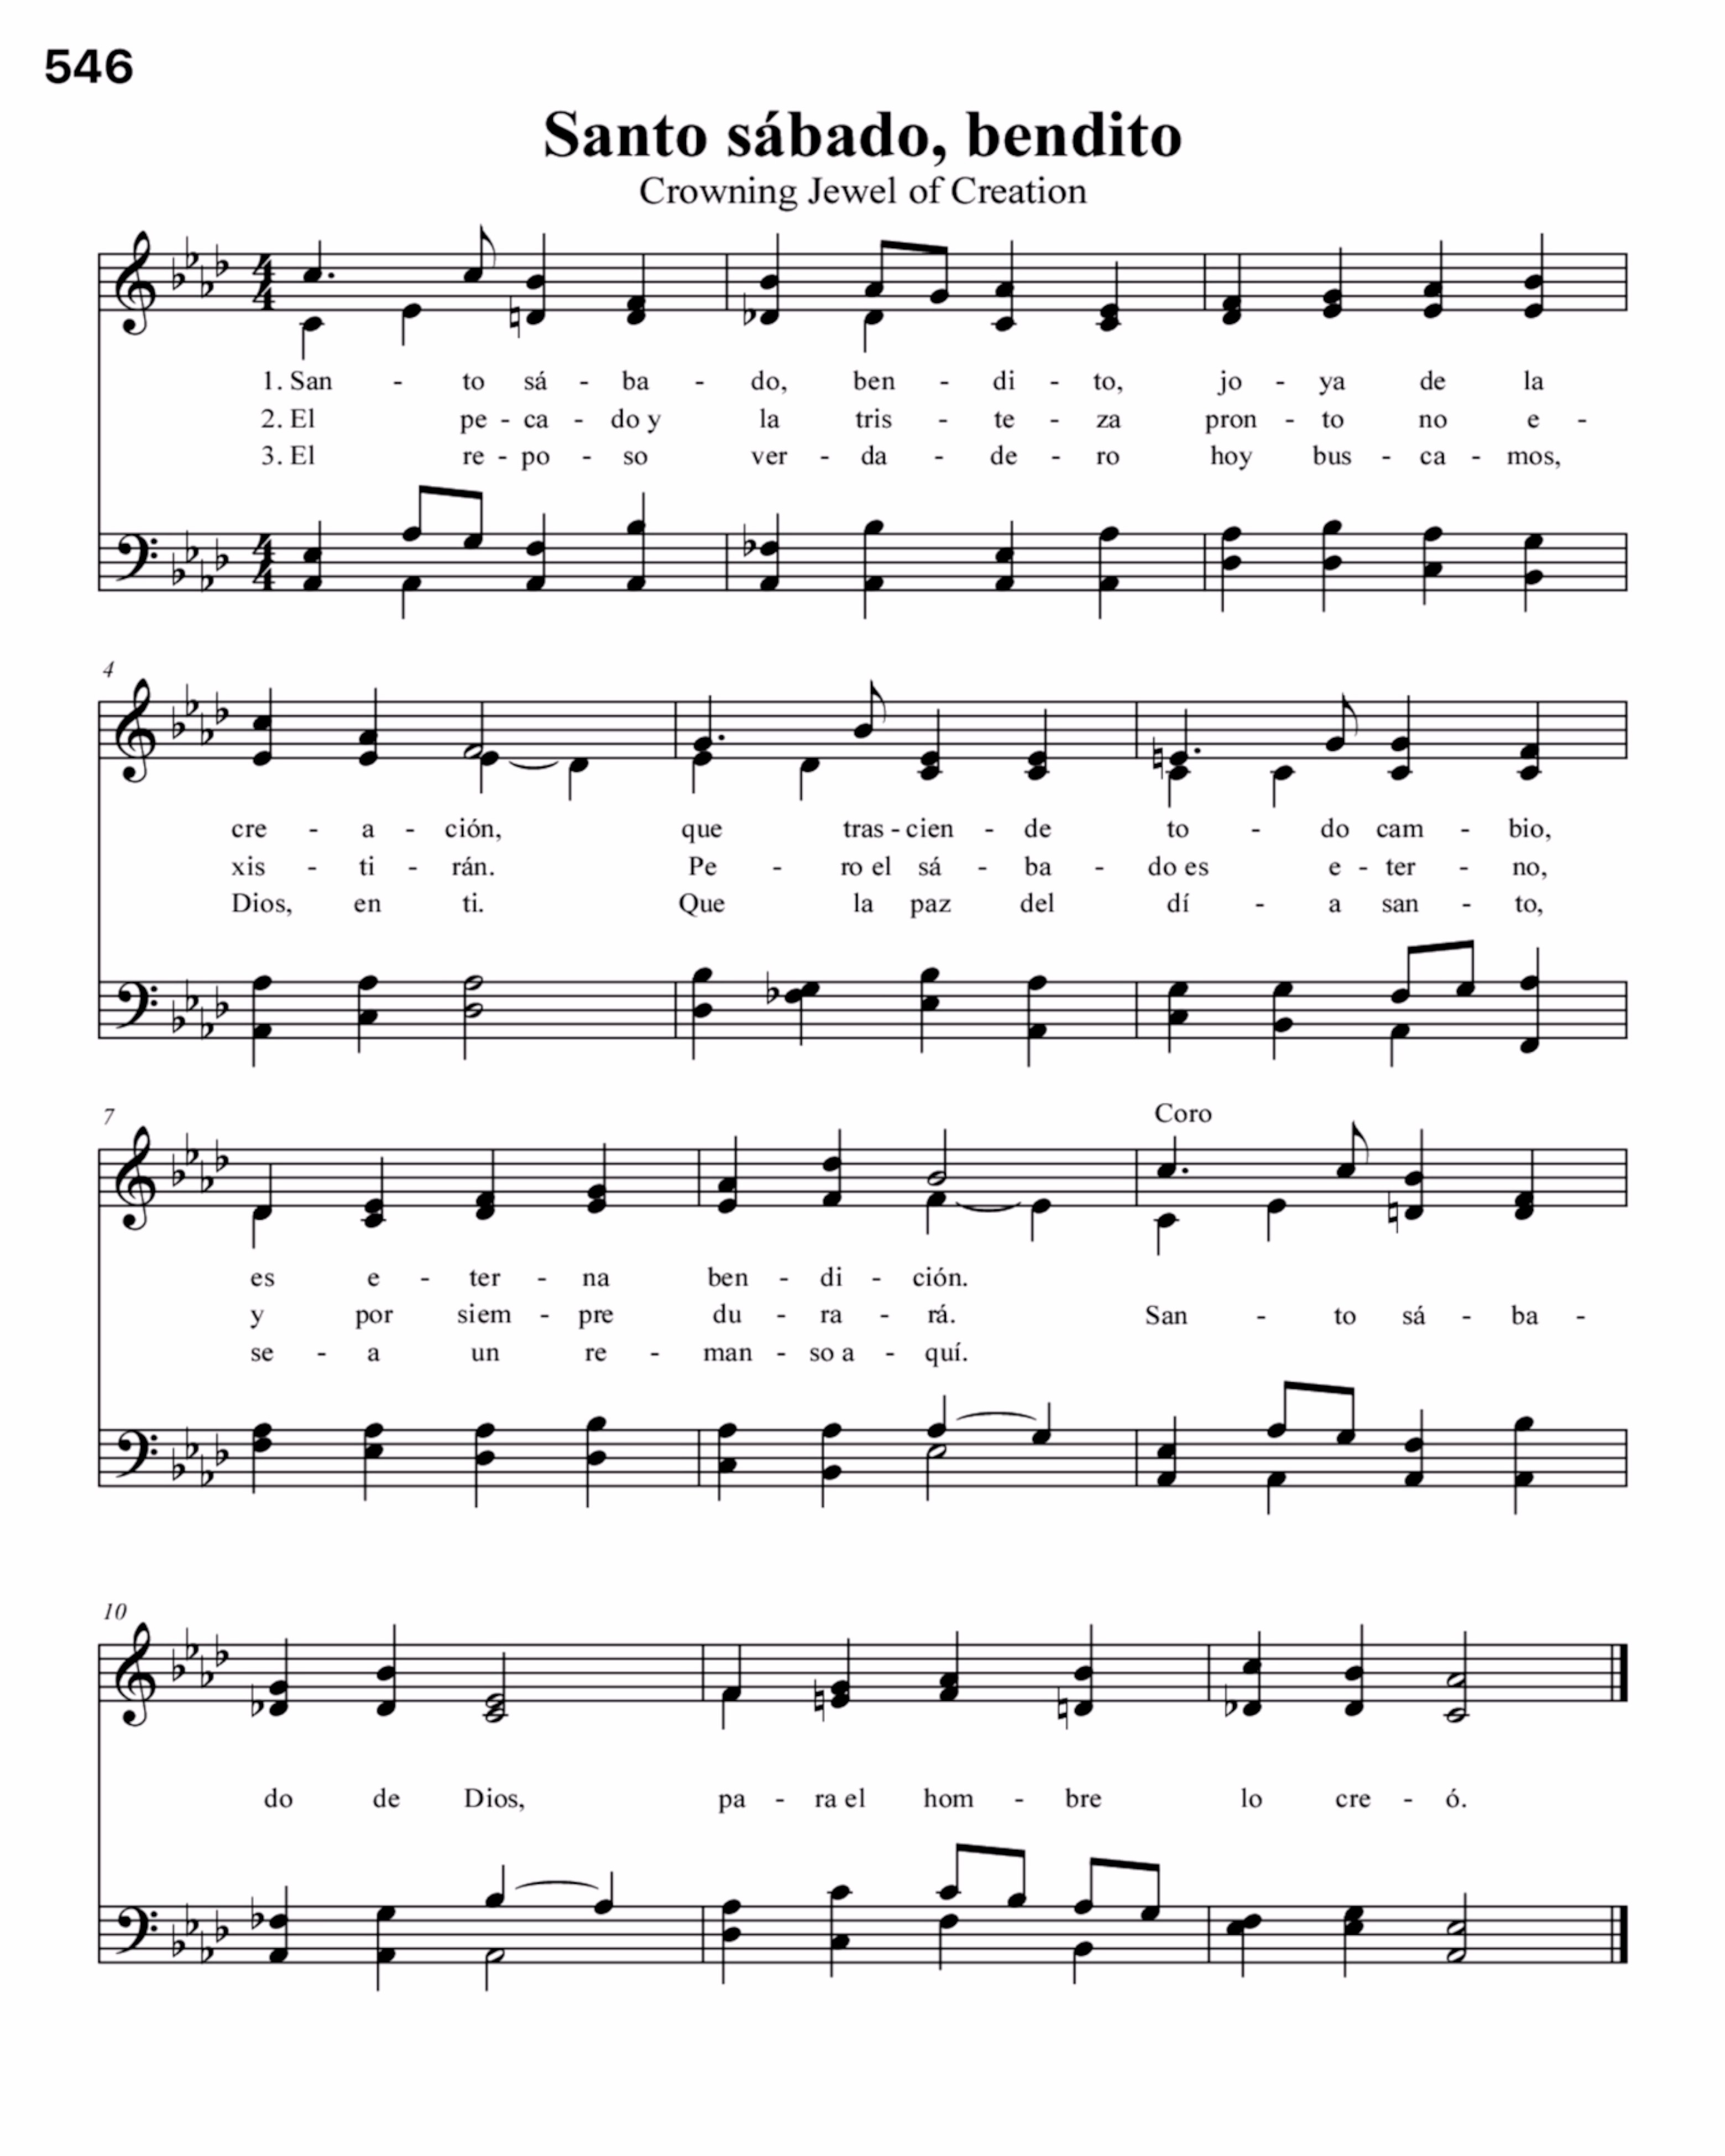 546
Santo sábado, bendito
Crowning Jewel of Creation
1. San - to sá - ba - do, ben - di - to, jo - ya de la
2. El pe - ca - do y la tris - te - za pron - to no e -
3. El re - po - so ver - da - de - ro hoy bus - ca - mos,
4
cre - a - ción, que tras - cien - de to - do cam - bio,
xis - ti - rán. Pe - ro el sá - ba - do es e - ter - no,
Dios, en ti. Que la paz del dí - a san - to,
7
Coro
es e - ter - na ben - di - ción.
y por siem - pre du - ra - rá. San - to sá - ba -
se - a un re - man - so a - quí.
10
do de Dios, pa - ra el hom - bre lo cre - ó.